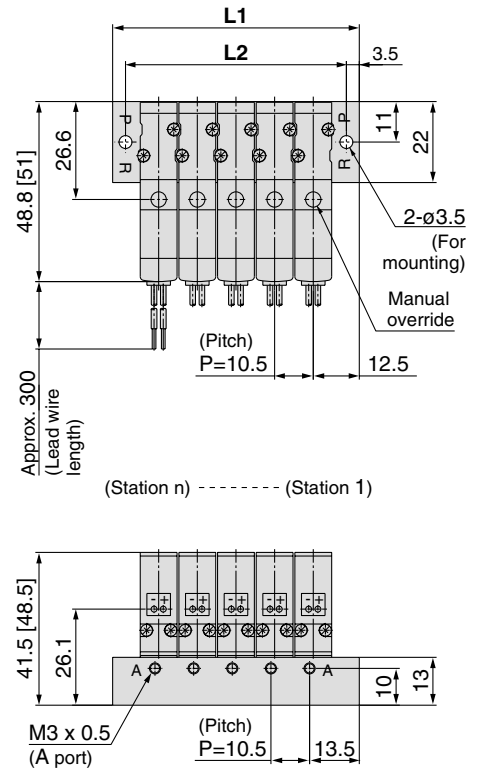 L1
L2
3.5
P
P
R
R
26.6
48.8 [51]
11
22
2-ø3.5
(For
mounting)
Manual
override
(Pitch)
P=10.5
12.5
Approx. 300
(Lead wire
length)
(Station n) - - - - - - - (Station 1)
- +
- +
- +
- +
- +
41.5 [48.5]
26.1
A
A
10
13
M3 x 0.5
(A port)
(Pitch)
P=10.5
13.5